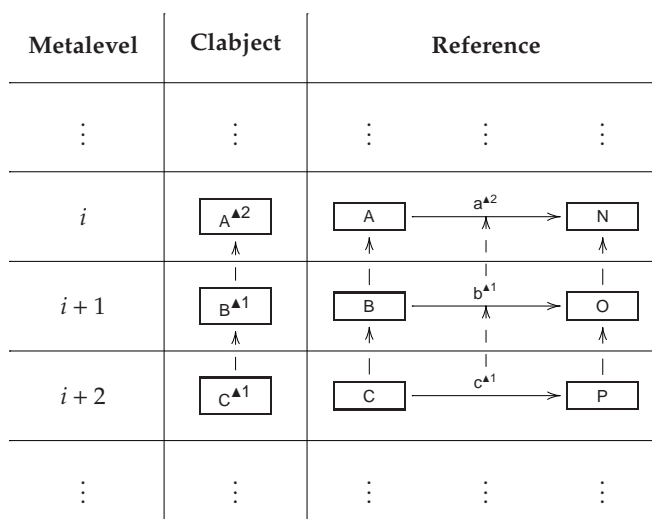 Metalevel Clabject Reference
⋮ ⋮ ⋮ ⋮ ⋮
i A▲2 A a▲2 N
i + 1 B▲1 B b▲1 O
i + 2 C▲1 C c▲1 P
⋮ ⋮ ⋮ ⋮ ⋮